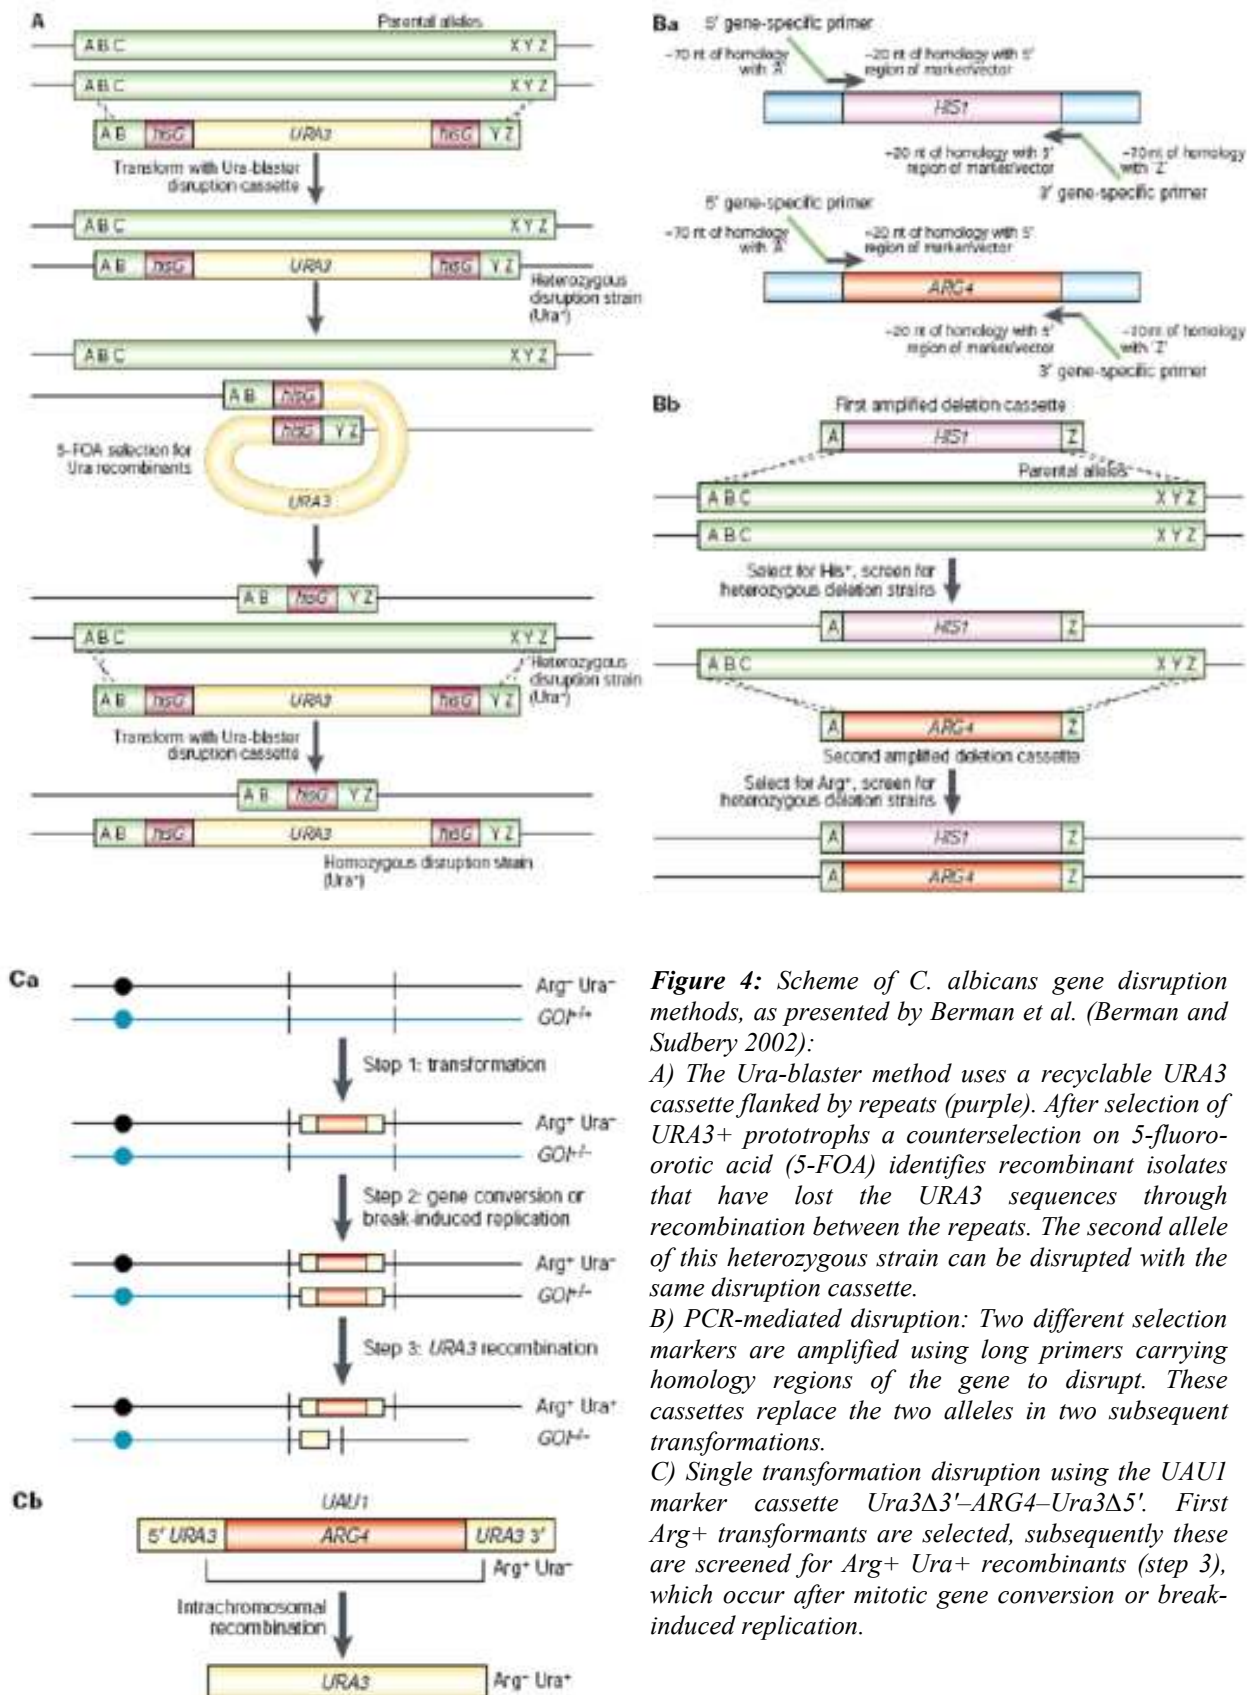 A
Parental alleles
A B C X Y Z
A B C X Y Z
A B hisG URA3 hisG Y Z
Transform with Ura-blaster
disruption cassette
A B C X Y Z
A B hisG URA3 hisG Y Z
Heterozygous
disruption strain
(Ura⁺)
A B C X Y Z
A B hisG
hisG Y Z
5-FOA selection for
Ura recombinants
URA3
A B hisG Y Z
A B C X Y Z
Heterozygous
disruption strain
(Ura⁺)
A B hisG URA3 hisG Y Z
Transform with Ura-blaster
disruption cassette
A B hisG Y Z
A B hisG URA3 hisG Y Z
Homozygous disruption strain
(Ura⁺)
Ba
5' gene-specific primer
~70 nt of homology
with 'A'
~20 nt of homology with 5'
region of marker/vector
HIS1
~20 nt of homology with 5'
region of marker/vector
~70 nt of homology
with 'Z'
3' gene-specific primer
5' gene-specific primer
~70 nt of homology
with 'A'
~20 nt of homology with 5'
region of marker/vector
ARG4
~20 nt of homology with 5'
region of marker/vector
~70 nt of homology
with 'Z'
3' gene-specific primer
Bb
First amplified deletion cassette
A HIS1 Z
Parental alleles
A B C X Y Z
A B C X Y Z
Select for His⁺, screen for
heterozygous deletion strains
A HIS1 Z
A B C X Y Z
A ARG4 Z
Second amplified deletion cassette
Select for Arg⁺, screen for
heterozygous deletion strains
A HIS1 Z
A ARG4 Z
Ca
Arg⁻ Ura⁻
GOI⁺/⁺
Step 1: transformation
Arg⁺ Ura⁻
GOI⁺/⁻
Step 2: gene conversion or
break-induced replication
Arg⁺ Ura⁻
GOI⁻/⁻
Step 3: URA3 recombination
Arg⁺ Ura⁺
GOI⁻/⁻
Cb
UAU1
5' URA3 ARG4 URA3 3'
Arg⁺ Ura⁻
Intrachromosomal
recombination
URA3 Arg⁻ Ura⁺
Figure 4: Scheme of C. albicans gene disruption
methods, as presented by Berman et al. (Berman and
Sudbery 2002):
A) The Ura-blaster method uses a recyclable URA3
cassette flanked by repeats (purple). After selection of
URA3+ prototrophs a counterselection on 5-fluoro-
orotic acid (5-FOA) identifies recombinant isolates
that have lost the URA3 sequences through
recombination between the repeats. The second allele
of this heterozygous strain can be disrupted with the
same disruption cassette.
B) PCR-mediated disruption: Two different selection
markers are amplified using long primers carrying
homology regions of the gene to disrupt. These
cassettes replace the two alleles in two subsequent
transformations.
C) Single transformation disruption using the UAU1
marker cassette Ura3Δ3'–ARG4–Ura3Δ5'. First
Arg+ transformants are selected, subsequently these
are screened for Arg+ Ura+ recombinants (step 3),
which occur after mitotic gene conversion or break-
induced replication.